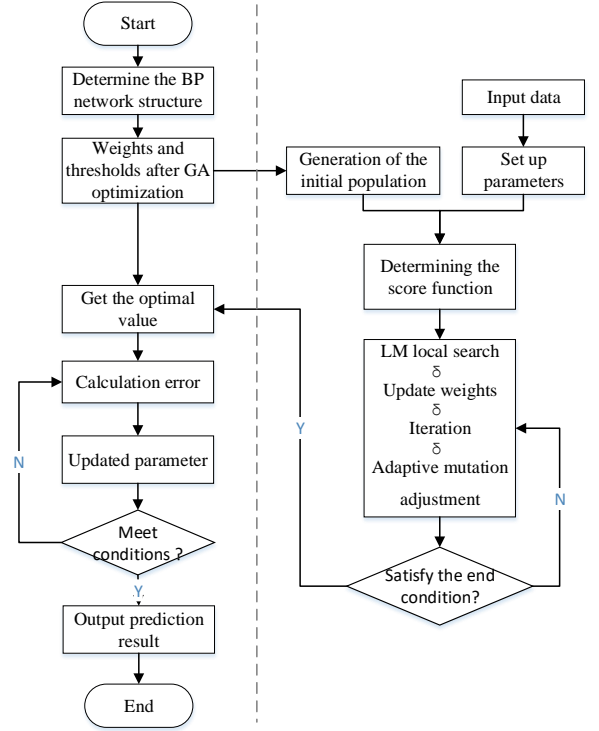 Start
Determine the BP
network structure
Weights and
thresholds after GA
optimization
Get the optimal
value
Calculation error
Updated parameter
N
Meet
conditions ?
Y
Output prediction
result
End
Input data
Generation of the
initial population
Set up
parameters
Determining the
score function
LM local search
δ
Update weights
δ
Iteration
δ
Adaptive mutation
adjustment
Y
N
Satisfy the end
condition?